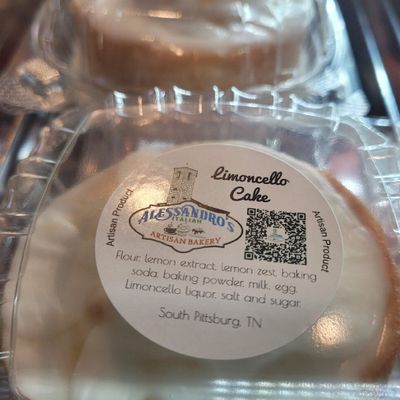 Limoncello
Cake
Artisan Product
ALESSANDRO'S
ITALIAN
ARTISAN BAKERY
Artisan Product
Flour, lemon extract, lemon zest, baking
soda, baking powder, milk, egg,
Limoncello liquor, salt and sugar.
South Pittsburg, TN